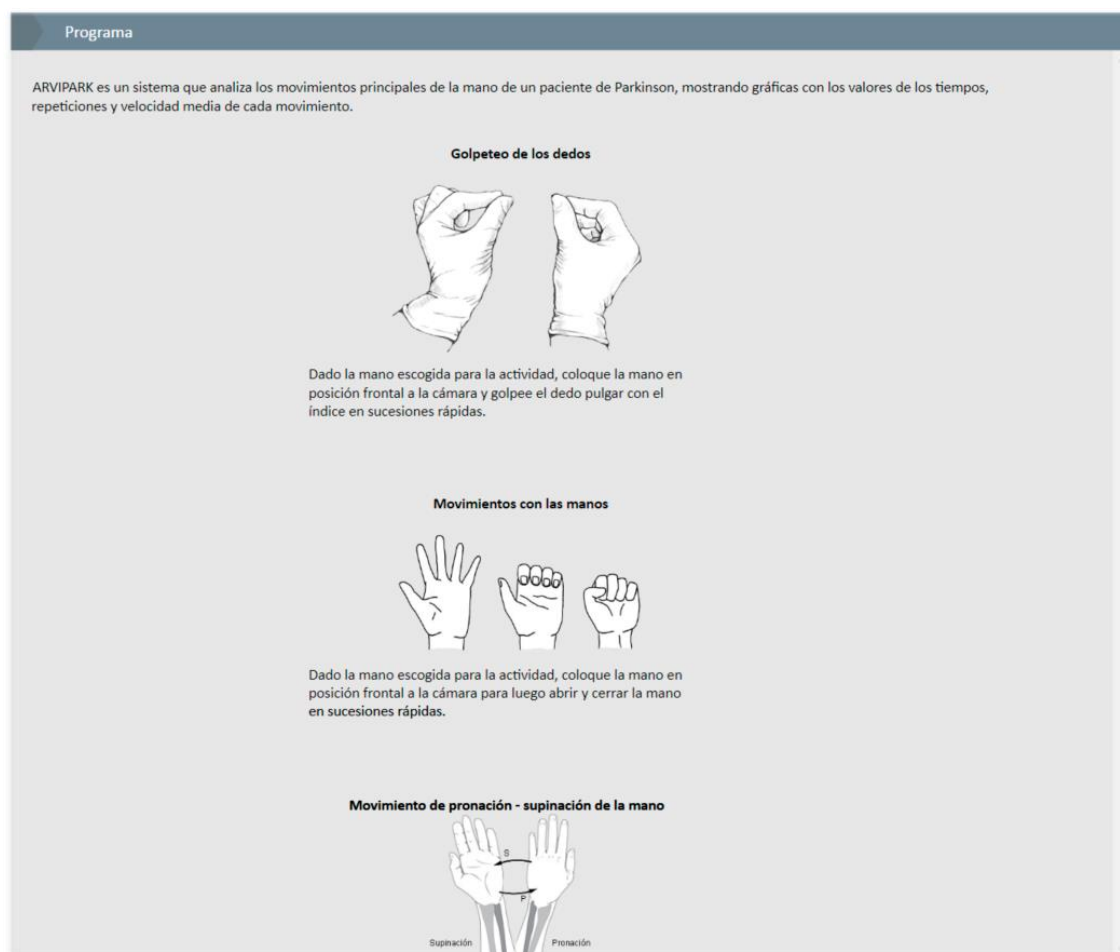 Programa
ARVIPARK es un sistema que analiza los movimientos principales de la mano de un paciente de Parkinson, mostrando gráficas con los valores de los tiempos,
repeticiones y velocidad media de cada movimiento.
Golpeteo de los dedos
Dado la mano escogida para la actividad, coloque la mano en
posición frontal a la cámara y golpee el dedo pulgar con el
índice en sucesiones rápidas.
Movimientos con las manos
Dado la mano escogida para la actividad, coloque la mano en
posición frontal a la cámara para luego abrir y cerrar la mano
en sucesiones rápidas.
Movimiento de pronación - supinación de la mano
S
P
Supinación
Pronación